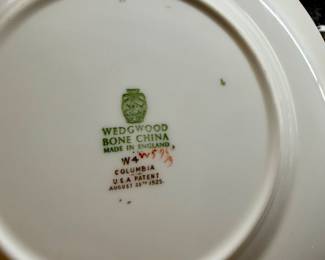 WEDGWOOD
BONE CHINA
MADE IN ENGLAND
W4
COLUMBIA
U.S.A PATENT
AUGUST 25TH 1925.